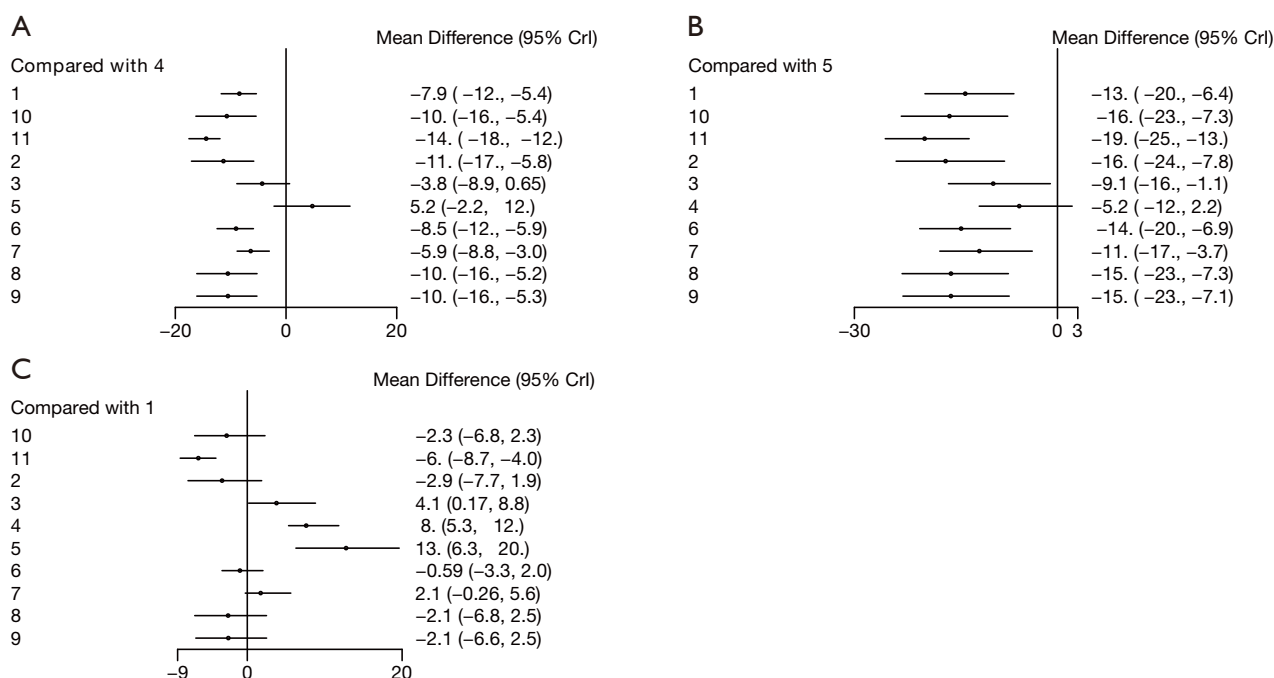 A
Mean Difference (95% CrI)
Compared with 4
1 −7.9 ( −12., −5.4)
10 −10. (−16., −5.4)
11 −14. ( −18., −12.)
2 −11. (−17., −5.8)
3 −3.8 (−8.9, 0.65)
5 5.2 (−2.2, 12.)
6 −8.5 (−12., −5.9)
7 −5.9 (−8.8, −3.0)
8 −10. (−16., −5.2)
9 −10. (−16., −5.3)
−20 0 20
B
Mean Difference (95% CrI)
Compared with 5
1 −13. (−20., −6.4)
10 −16. (−23., −7.3)
11 −19. (−25., −13.)
2 −16. (−24., −7.8)
3 −9.1 (−16., −1.1)
4 −5.2 ( −12., 2.2)
6 −14. (−20., −6.9)
7 −11. (−17., −3.7)
8 −15. (−23., −7.3)
9 −15. ( −23., −7.1)
−30 0 3
C
Mean Difference (95% CrI)
Compared with 1
10 −2.3 (−6.8, 2.3)
11 −6. (−8.7, −4.0)
2 −2.9 (−7.7, 1.9)
3 4.1 (0.17, 8.8)
4 8. (5.3, 12.)
5 13. (6.3, 20.)
6 −0.59 (−3.3, 2.0)
7 2.1 (−0.26, 5.6)
8 −2.1 (−6.8, 2.5)
9 −2.1 (−6.6, 2.5)
−9 0 20